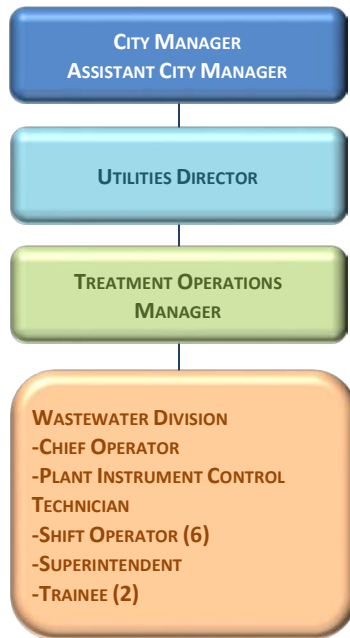 City Manager
Assistant City Manager
Utilities Director
Treatment Operations
Manager
Wastewater Division
-Chief Operator
-Plant Instrument Control
Technician
-Shift Operator (6)
-Superintendent
-Trainee (2)